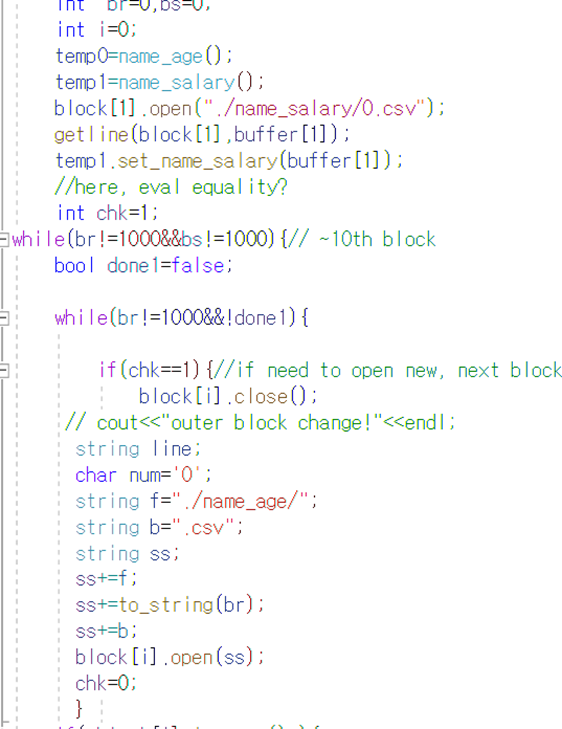 int br=0,bs=0;
int i=0;
temp0=name_age();
temp1=name_salary();
block[1].open("./name_salary/0.csv");
getline(block[1],buffer[1]);
temp1.set_name_salary(buffer[1]);
//here, eval equality?
int chk=1;
while(br!=1000&&bs!=1000){// ~10th block
bool done1=false;
while(br!=1000&&!done1){
if(chk==1){//if need to open new, next block
block[i].close();
// cout<<"outer block change!"<<endl;
string line;
char num='0';
string f="./name_age/";
string b=".csv";
string ss;
ss+=f;
ss+=to_string(br);
ss+=b;
block[i].open(ss);
chk=0;
}